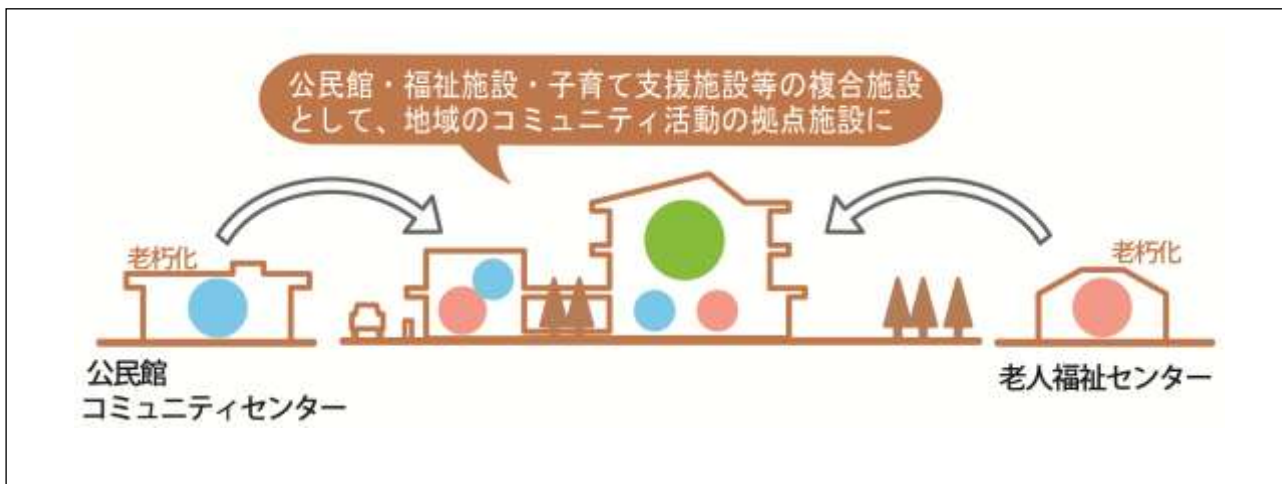 公民館・福祉施設・子育て支援施設等の複合施設
として、地域のコミュニティ活動の拠点施設に
老朽化
老朽化
公民館
コミュニティセンター
老人福祉センター